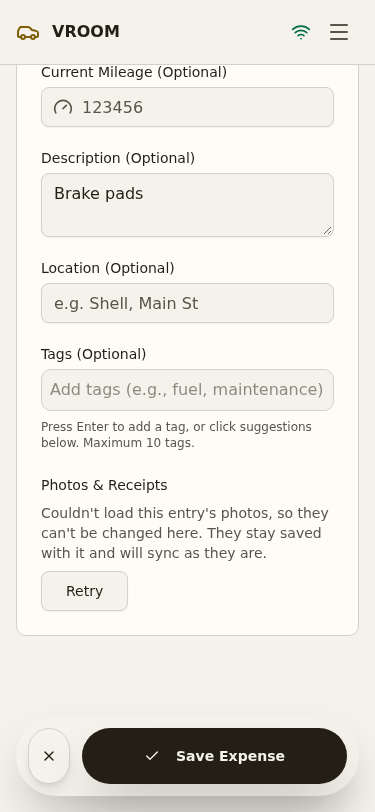 VROOM
Current Mileage (Optional)
123456
Description (Optional)
Brake pads
Location (Optional)
e.g. Shell, Main St
Tags (Optional)
Add tags (e.g., fuel, maintenance)
Press Enter to add a tag, or click suggestions
below. Maximum 10 tags.
Photos & Receipts
Couldn't load this entry's photos, so they
can't be changed here. They stay saved
with it and will sync as they are.
Retry
Save Expense